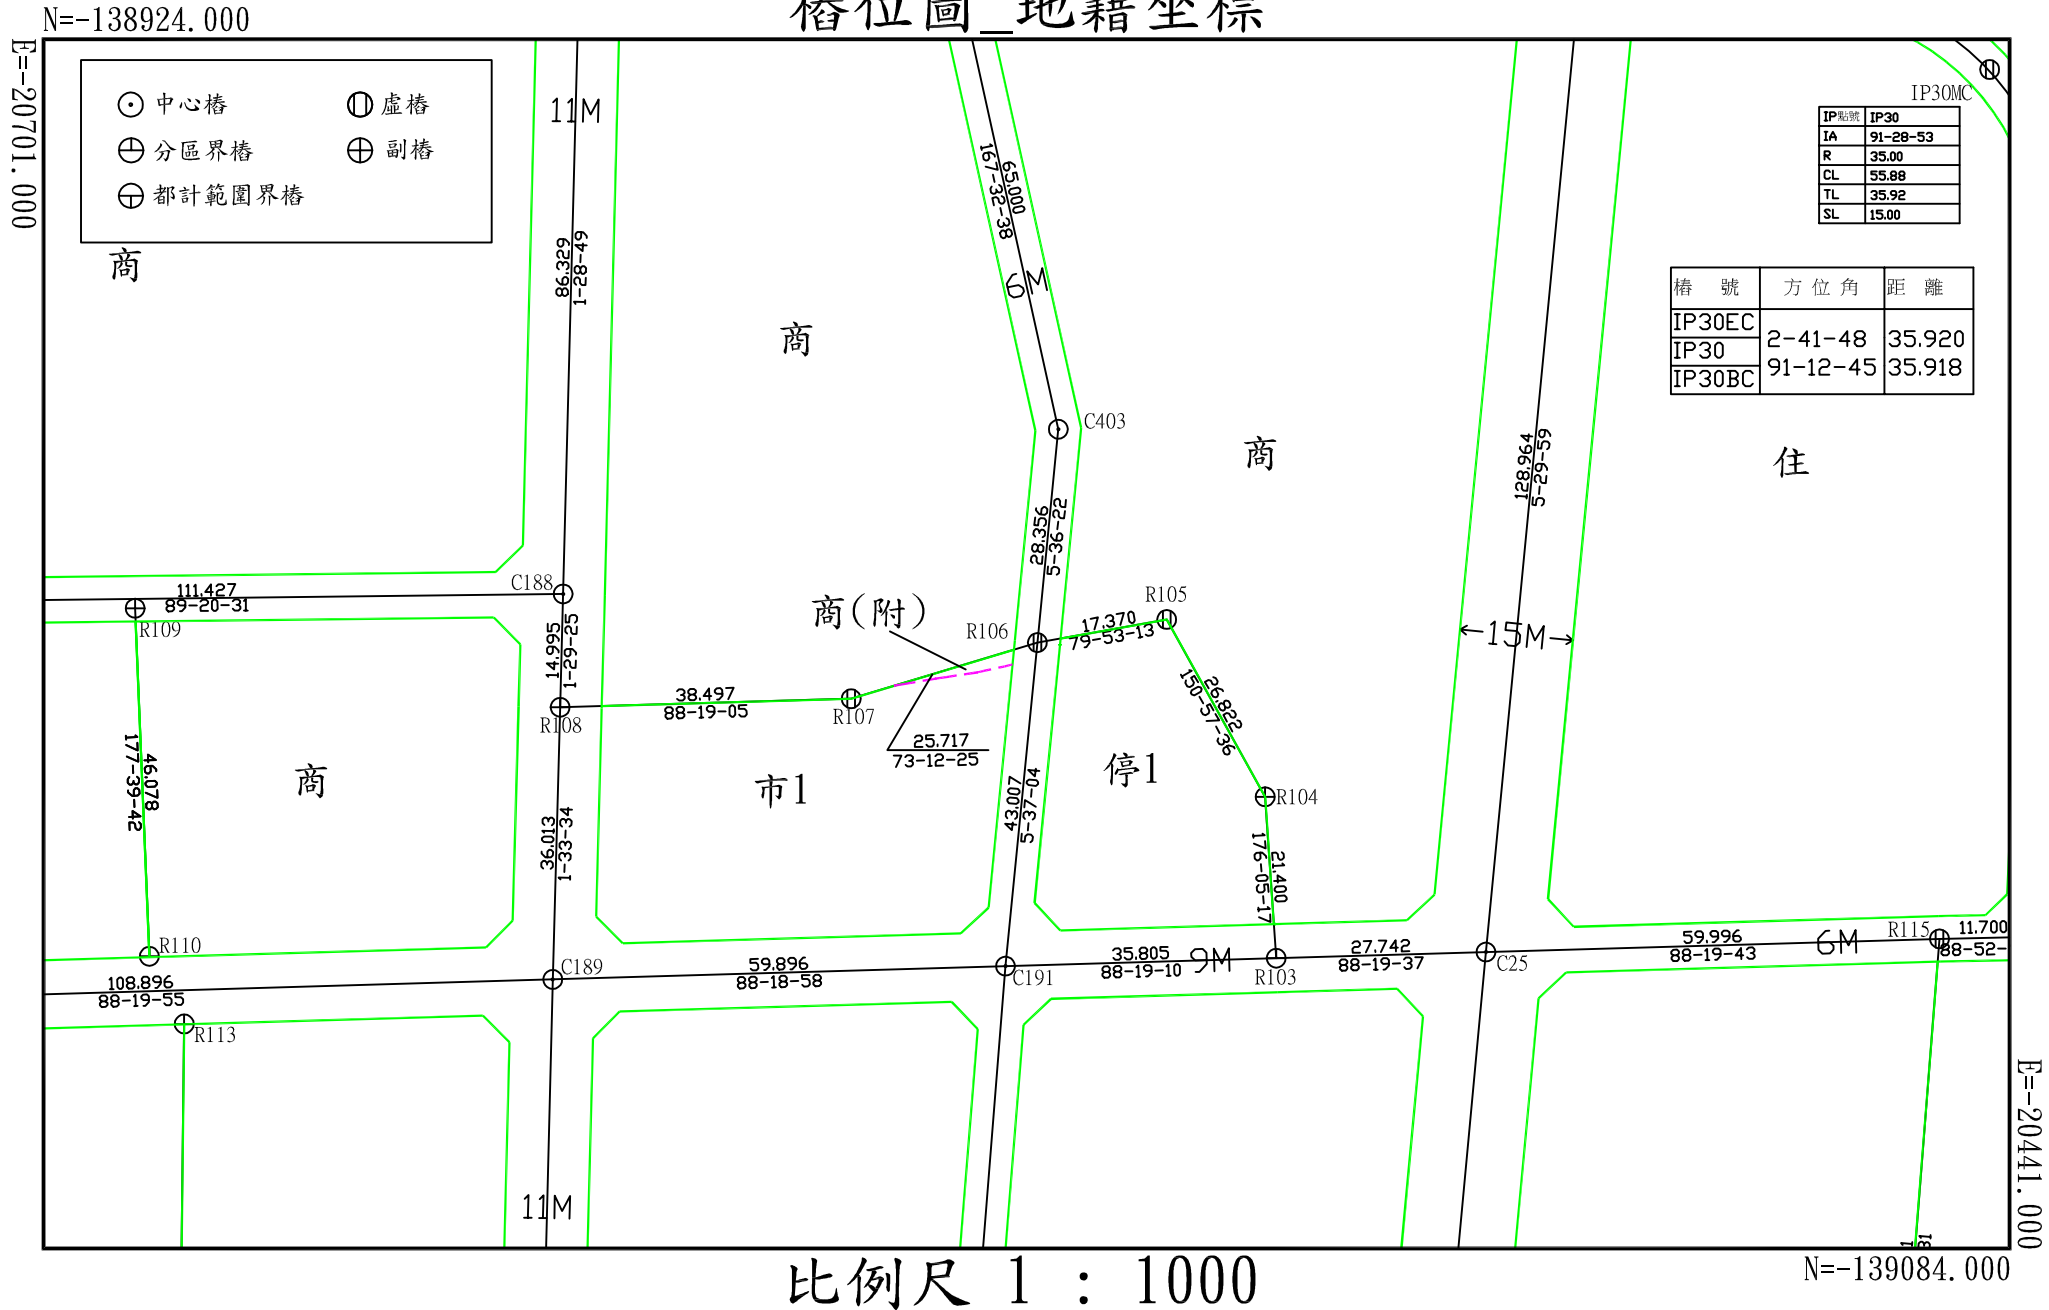 樁位圖_地籍坐標
N=-138924.000
E=-20701.000
中心樁
虛樁
分區界樁
副樁
都計範圍界樁
商
11M
86.329
1-28-49
65.000
167-32-38
6M
商
C403
商
IP30MC
IP點號 IP30
IA 91-28-53
R 35.00
CL 55.88
TL 35.92
SL 15.00
樁 號 方 位 角 距 離
IP30EC
2-41-48 35.920
IP30
91-12-45 35.918
IP30BC
住
128.964
5-29-59
28.356
5-36-22
C188
111.427
89-20-31
R109
14.995
1-29-25
商(附)
R106
R105
17.370
79-53-13
15M
38.497
88-19-05
R107
R108
25.717
73-12-25
26.822
150-57-36
46.078
177-39-42
商
市1
停1
43.007
5-37-04
36.013
1-33-34
R104
21.400
176-05-17
R110
C189
108.896
88-19-55
R113
59.896
88-18-58
C191
35.805
88-19-10
9M
R103
27.742
88-19-37
C25
59.996
88-19-43
6M
R115
11.700
88-52-
11M
1
31
E=-20441.000
N=-139084.000
比例尺 1 : 1000